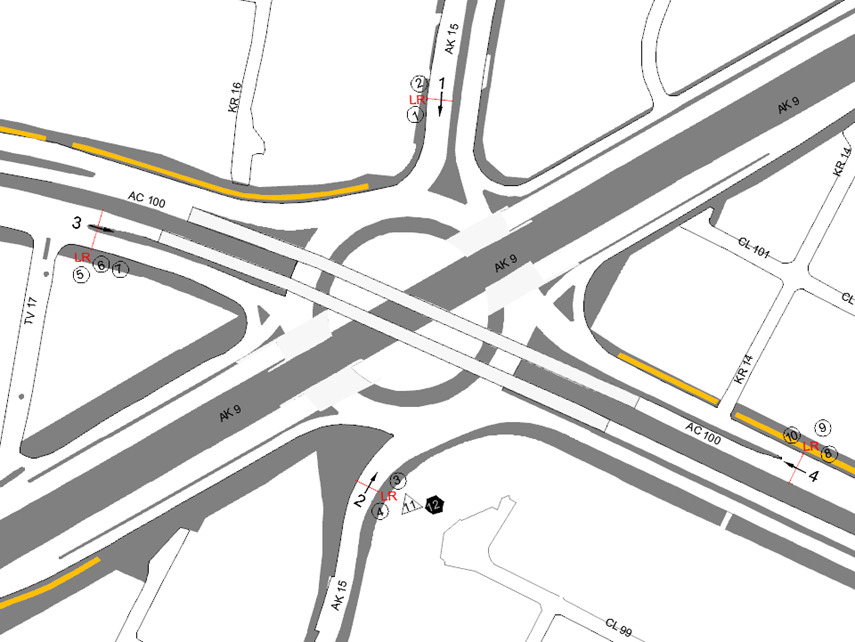 AK 15
2
1
LR
1
KR 16
AK 9
KR 14
AC 100
3
LR
5
6
7
AK 9
CL 101
CL
TV 17
KR 14
AK 9
AC 100
10
9
LR
8
4
2
LR
3
4
11
12
AK 15
CL 99